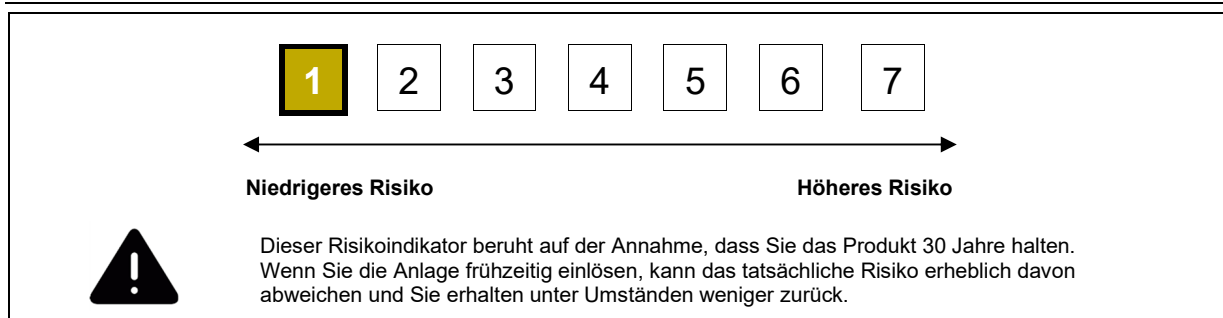 1 2 3 4 5 6 7
Niedrigeres Risiko Höheres Risiko
Dieser Risikoindikator beruht auf der Annahme, dass Sie das Produkt 30 Jahre halten.
Wenn Sie die Anlage frühzeitig einlösen, kann das tatsächliche Risiko erheblich davon
abweichen und Sie erhalten unter Umständen weniger zurück.